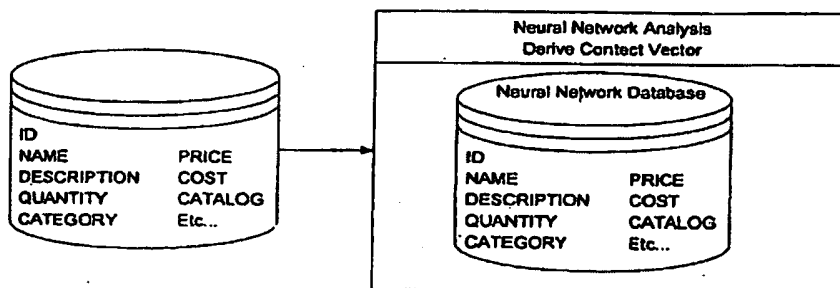 Neural Network Analysis
Derive Contect Vector
Neural Network Database
ID
NAME PRICE
DESCRIPTION COST
QUANTITY CATALOG
CATEGORY Etc...
ID
NAME PRICE
DESCRIPTION COST
QUANTITY CATALOG
CATEGORY Etc...